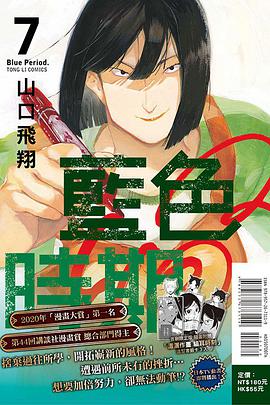 7
Blue Period.
TONG LI COMICS
山口飛翔
藍色
時期
2020年「漫畫大賞」第一名
第44回講談社漫畫賞 總合部門得主
捨棄過往所學、開拓嶄新的風格！
遭遇前所未有的挫折…
想要加倍努力，卻無法動筆!?
定價：
NT$180元
HK$55元